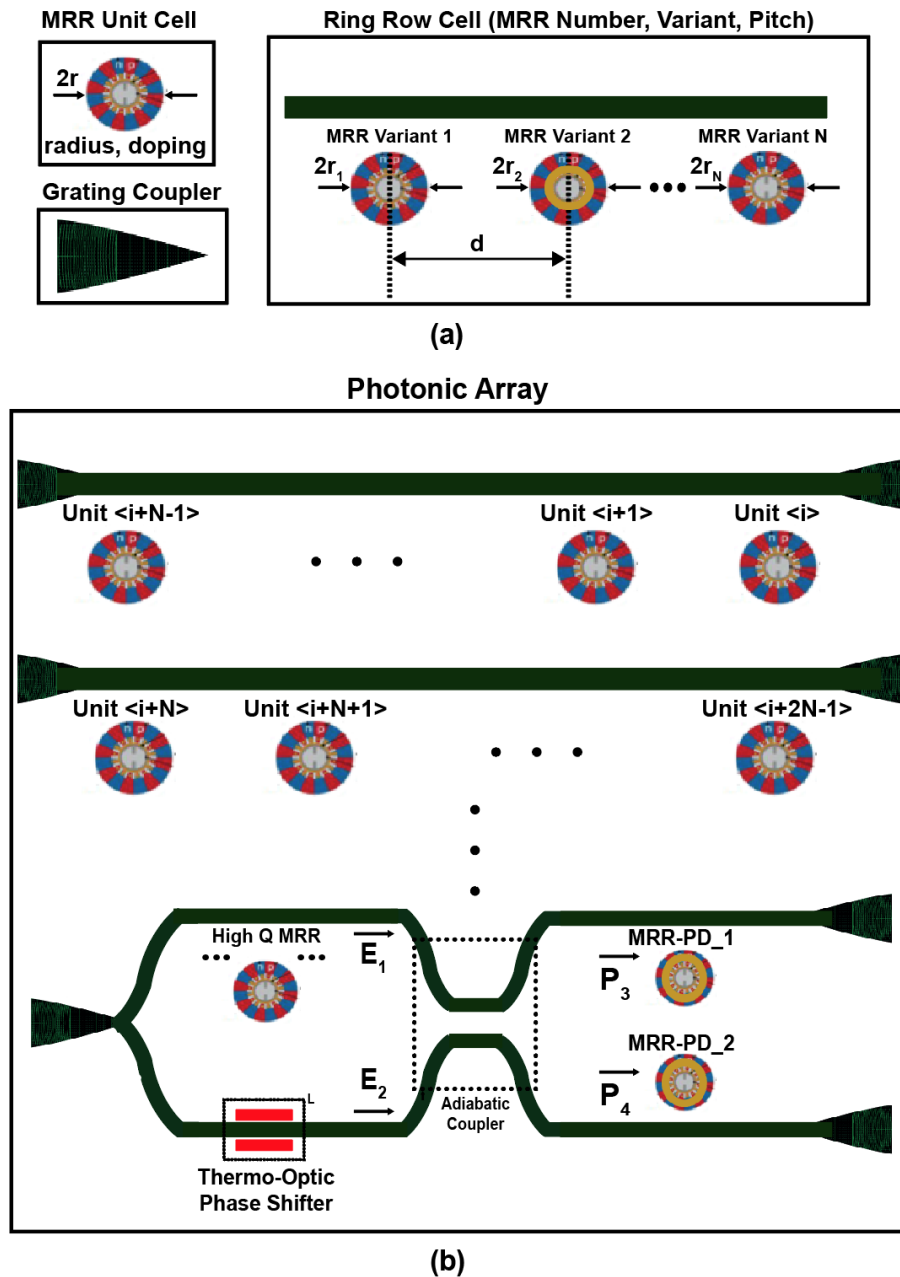 MRR Unit Cell
2r
n p
radius, doping
Grating Coupler
Ring Row Cell (MRR Number, Variant, Pitch)
MRR Variant 1
MRR Variant 2
MRR Variant N
2r1
n p
2r2
n p
2rN
n p
d
(a)
Photonic Array
Unit <i+N-1>
Unit <i+1>
Unit <i>
n p
n p
n p
Unit <i+N>
Unit <i+N+1>
Unit <i+2N-1>
n p
n p
n p
High Q MRR
n p
E1
MRR-PD_1
P3
MRR-PD_2
E2
P4
L
Adiabatic
Coupler
Thermo-Optic
Phase Shifter
(b)